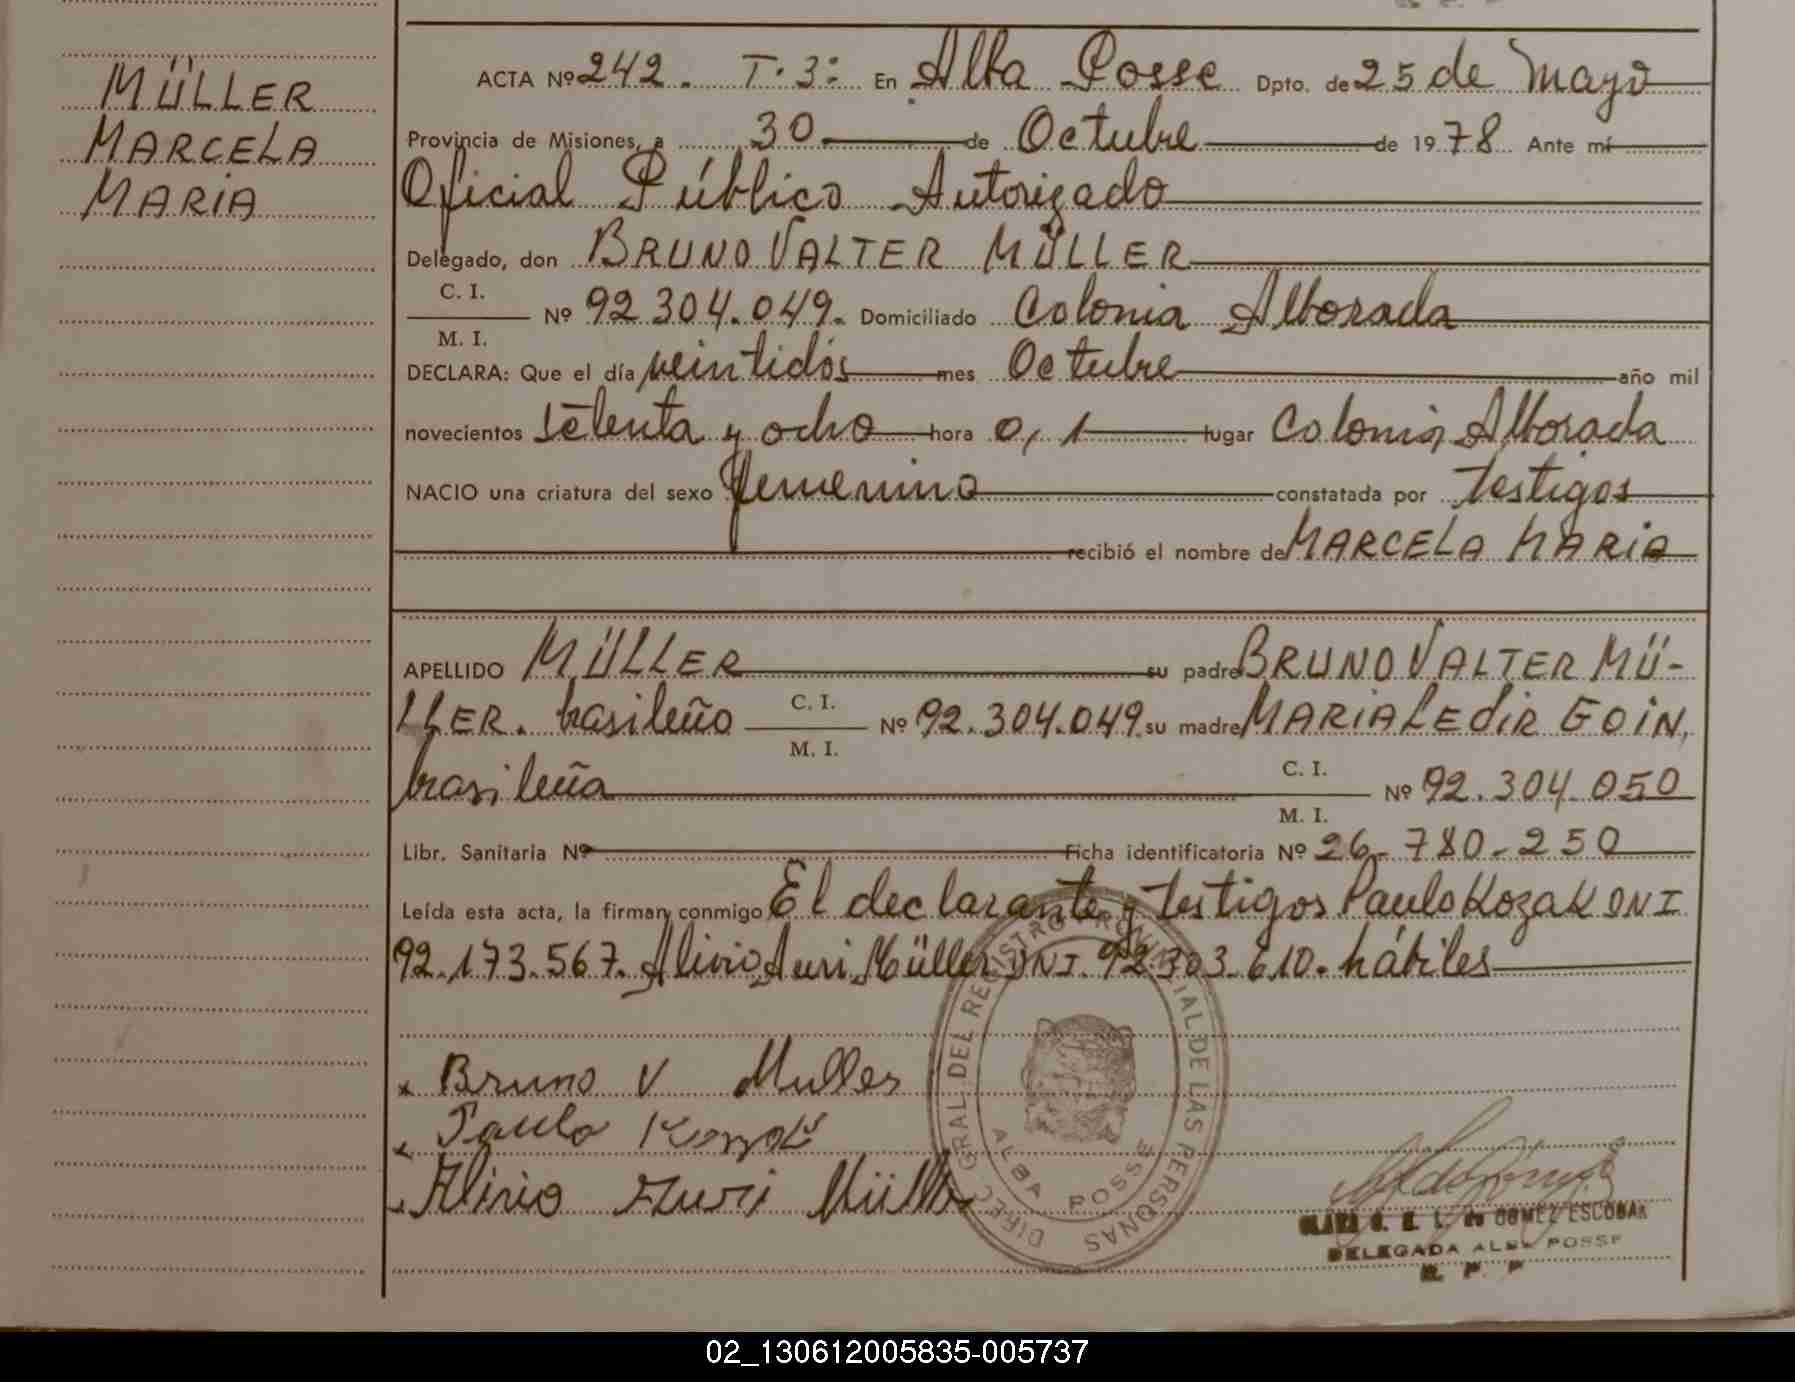 MÜLLER
MARCELA
MARIA
ACTA Nº 242. T. 3: En Alba Posse Dpto. de 25 de Mayo
Provincia de Misiones, a 30 de Octubre de 1978 Ante mí
Oficial Público Autorizado
Delegado, don BRUNO VALTER MÜLLER
C. I.
Nº 92 304.049. Domiciliado Colonia Alborada
M. I.
DECLARA: Que el día veintidós mes Octubre año mil
novecientos setenta y ocho hora 0,1 lugar Colonia Alborada
NACIO una criatura del sexo femenino constatada por testigos
recibió el nombre de MARCELA MARIA
APELLIDO MÜLLER su padre BRUNO VALTER MÜ-
LLER. brasileño C. I. Nº 92.304.049 su madre MARIA LEdiR GOIN,
M. I.
brasileña C. I. Nº 92.304.050
M. I.
Libr. Sanitaria Nº Ficha identificatoria Nº 26-780-250
Leída esta acta, la firman conmigo El declarante y testigos Paulo Kozak DNI
92.173.567. Alirio Auri Müller DNI. 92303.610. hábiles
x Bruno V Muller
x Paulo Kozak
x Alirio Auri Müller
DIREC GRAL DEL REGISTRO PROVINCIAL DE LAS PERSONAS
ALBA POSSE
de GOMEZ ESCOBAR
DELEGADA ALBA POSSE
R. P. P
02_130612005835-005737